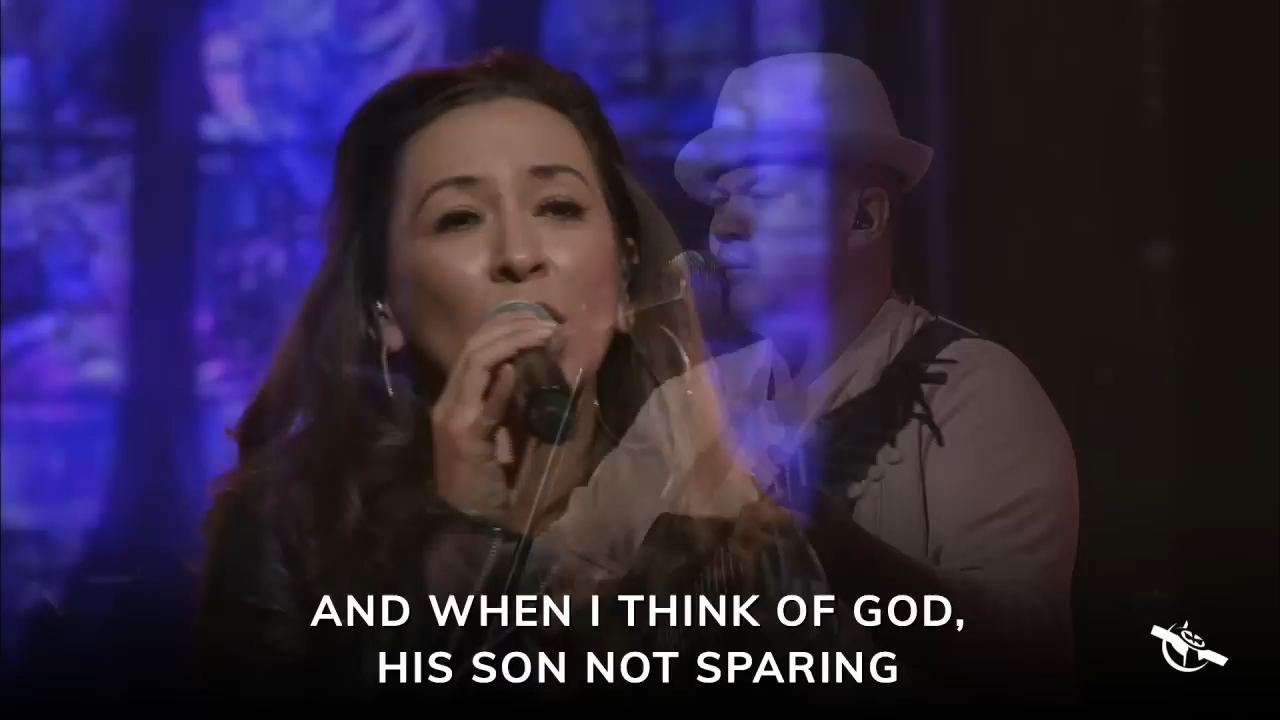 AND WHEN I THINK OF GOD,
HIS SON NOT SPARING